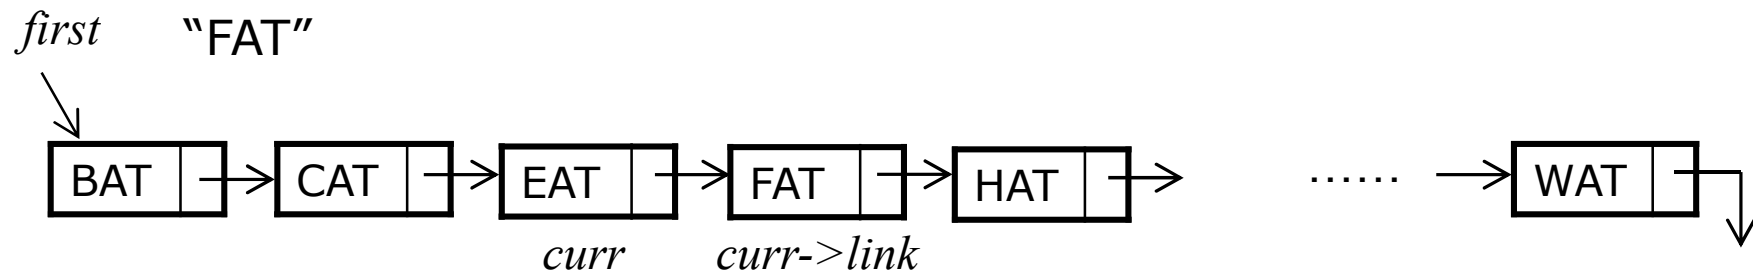 first “FAT”
BAT CAT EAT FAT HAT ...... WAT
curr curr->link